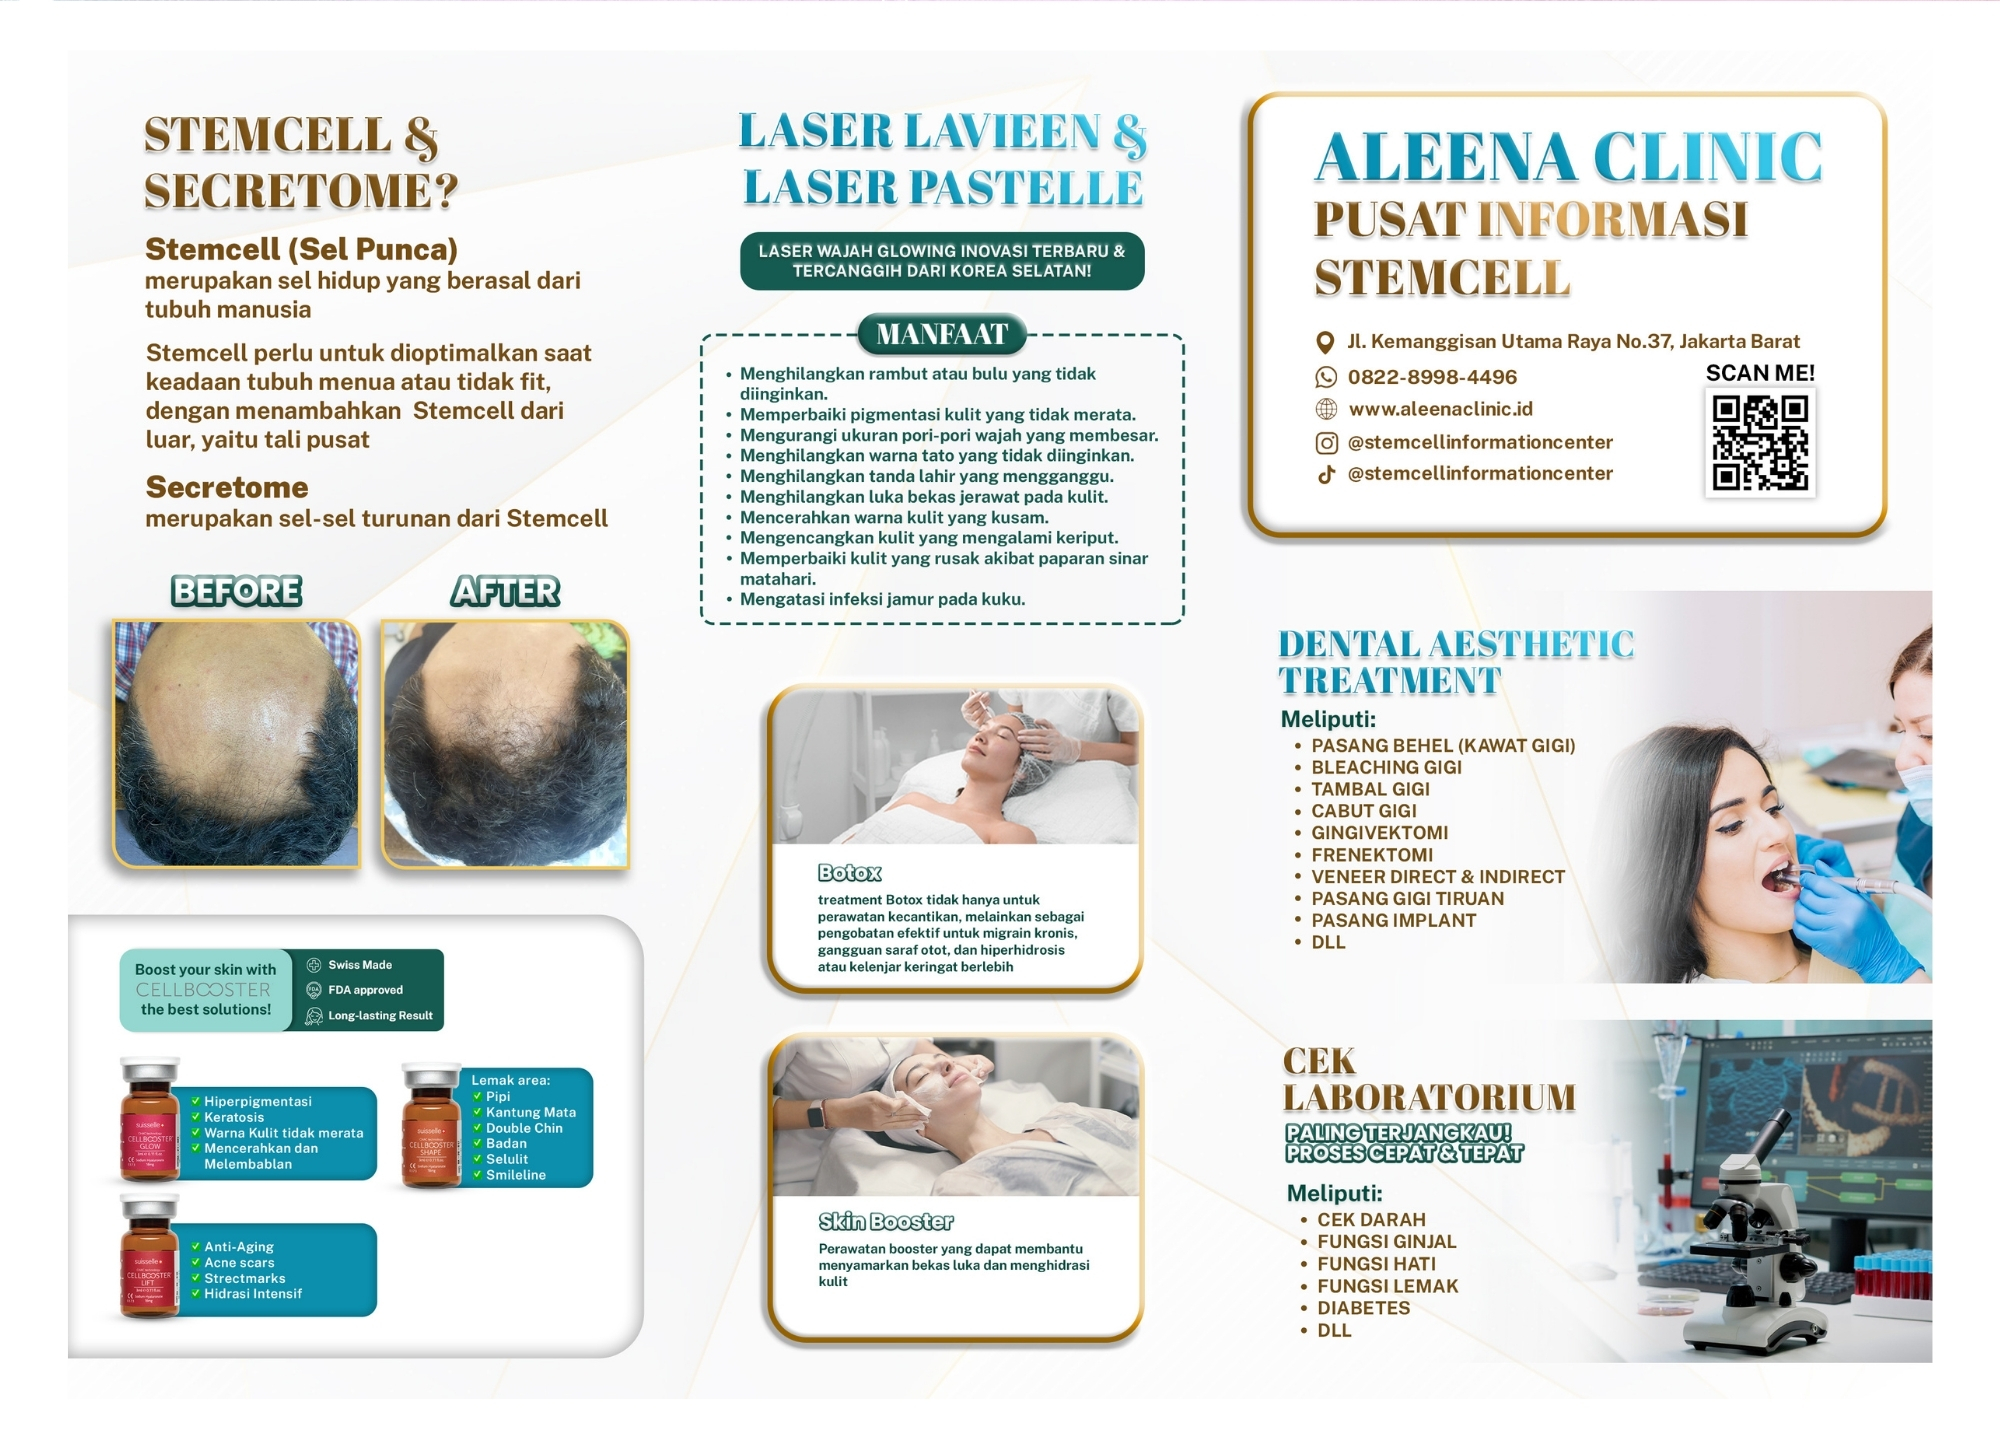 STEMCELL &
SECRETOME?
Stemcell (Sel Punca)
merupakan sel hidup yang berasal dari
tubuh manusia
Stemcell perlu untuk dioptimalkan saat
keadaan tubuh menua atau tidak fit,
dengan menambahkan Stemcell dari
luar, yaitu tali pusat
Secretome
merupakan sel-sel turunan dari Stemcell
BEFORE
AFTER
Boost your skin with
CELLBOOSTER
the best solutions!
Swiss Made
FDA approved
Long-lasting Result
suisselle
CELLBOOSTER
GLOW
Hiperpigmentasi
Keratosis
Warna Kulit tidak merata
Mencerahkan dan
Melembablan
suisselle
CELLBOOSTER
SHAPE
Lemak area:
Pipi
Kantung Mata
Double Chin
Badan
Selulit
Smileline
suisselle
CELLBOOSTER
LIFT
Anti-Aging
Acne scars
Strectmarks
Hidrasi Intensif
LASER LAVIEEN &
LASER PASTELLE
LASER WAJAH GLOWING INOVASI TERBARU &
TERCANGGIH DARI KOREA SELATAN!
MANFAAT
• Menghilangkan rambut atau bulu yang tidak
diinginkan.
• Memperbaiki pigmentasi kulit yang tidak merata.
• Mengurangi ukuran pori-pori wajah yang membesar.
• Menghilangkan warna tato yang tidak diinginkan.
• Menghilangkan tanda lahir yang mengganggu.
• Menghilangkan luka bekas jerawat pada kulit.
• Mencerahkan warna kulit yang kusam.
• Mengencangkan kulit yang mengalami keriput.
• Memperbaiki kulit yang rusak akibat paparan sinar
matahari.
• Mengatasi infeksi jamur pada kuku.
Botox
treatment Botox tidak hanya untuk
perawatan kecantikan, melainkan sebagai
pengobatan efektif untuk migrain kronis,
gangguan saraf otot, dan hiperhidrosis
atau kelenjar keringat berlebih
Skin Booster
Perawatan booster yang dapat membantu
menyamarkan bekas luka dan menghidrasi
kulit
ALEENA CLINIC
PUSAT INFORMASI
STEMCELL
Jl. Kemanggisan Utama Raya No.37, Jakarta Barat
0822-8998-4496
www.aleenaclinic.id
@stemcellinformationcenter
@stemcellinformationcenter
SCAN ME!
DENTAL AESTHETIC
TREATMENT
Meliputi:
• PASANG BEHEL (KAWAT GIGI)
• BLEACHING GIGI
• TAMBAL GIGI
• CABUT GIGI
• GINGIVEKTOMI
• FRENEKTOMI
• VENEER DIRECT & INDIRECT
• PASANG GIGI TIRUAN
• PASANG IMPLANT
• DLL
CEK
LABORATORIUM
PALING TERJANGKAU!
PROSES CEPAT & TEPAT
Meliputi:
• CEK DARAH
• FUNGSI GINJAL
• FUNGSI HATI
• FUNGSI LEMAK
• DIABETES
• DLL